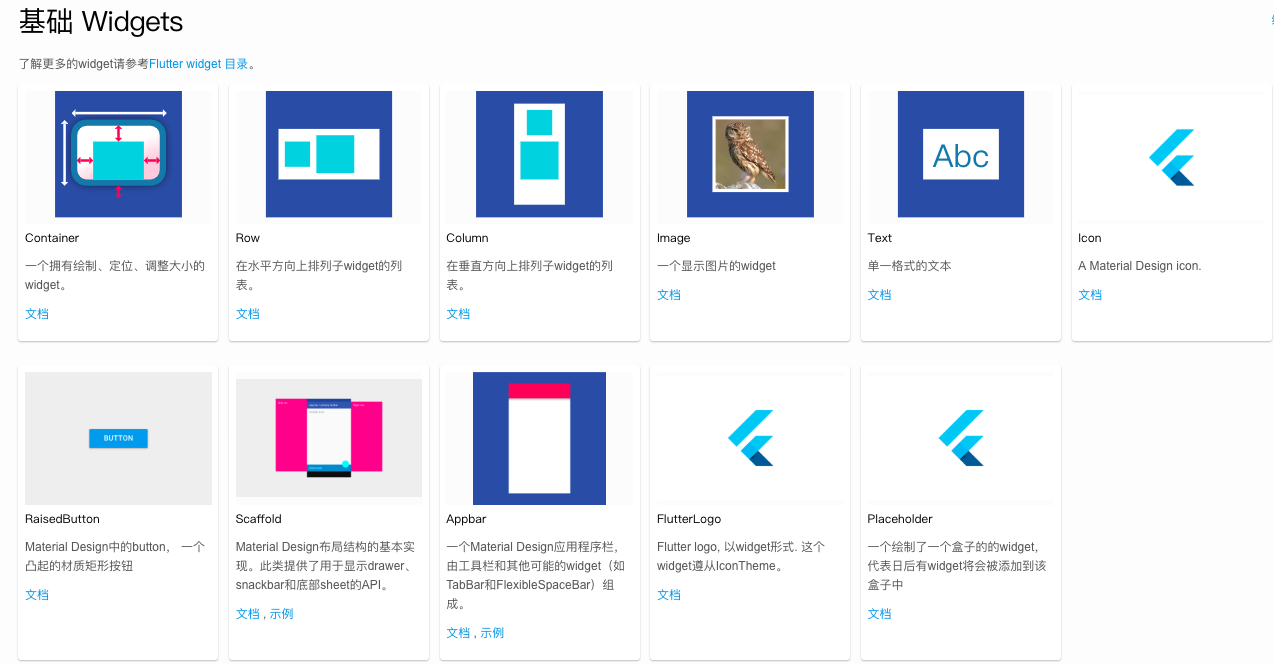 基础 Widgets
了解更多的widget请参考Flutter widget 目录。
Abc
Container
一个拥有绘制、定位、调整大小的
widget。
文档
Row
在水平方向上排列子widget的列
表。
文档
Column
在垂直方向上排列子widget的列
表。
文档
Image
一个显示图片的widget
文档
Text
单一格式的文本
文档
Icon
A Material Design icon.
文档
BUTTON
RaisedButton
Material Design中的button， 一个
凸起的材质矩形按钮
文档
Scaffold
Material Design布局结构的基本实
现。此类提供了用于显示drawer、
snackbar和底部sheet的API。
文档 , 示例
Appbar
一个Material Design应用程序栏，
由工具栏和其他可能的widget（如
TabBar和FlexibleSpaceBar）组
成。
文档 , 示例
FlutterLogo
Flutter logo, 以widget形式. 这个
widget遵从IconTheme。
文档
Placeholder
一个绘制了一个盒子的的widget，
代表日后有widget将会被添加到该
盒子中
文档